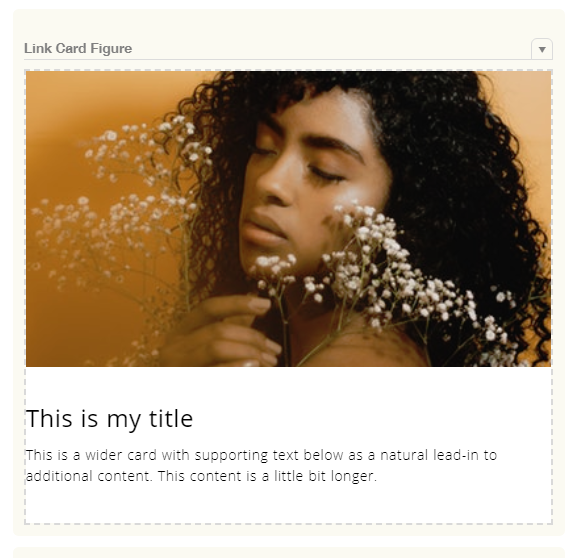 Link Card Figure
This is my title
This is a wider card with supporting text below as a natural lead-in to
additional content. This content is a little bit longer.